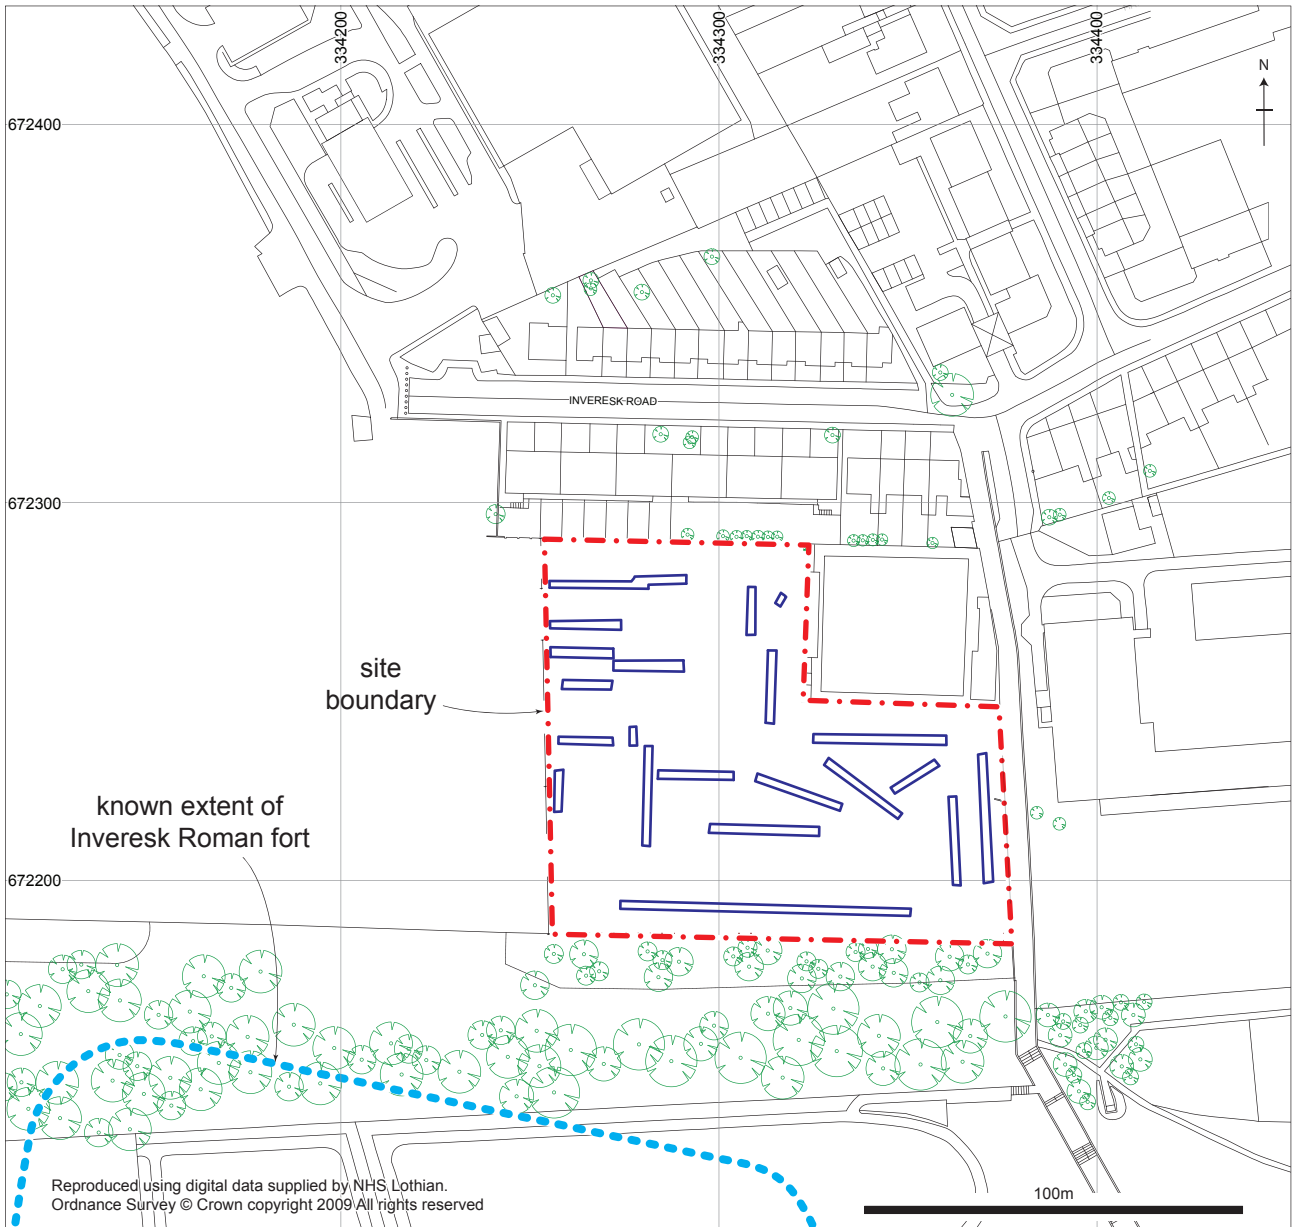 334200
334300
334400
N
672400
INVERESK ROAD
672300
site
boundary
known extent of
Inveresk Roman fort
672200
Reproduced using digital data supplied by NHS Lothian.
Ordnance Survey © Crown copyright 2009 All rights reserved
100m